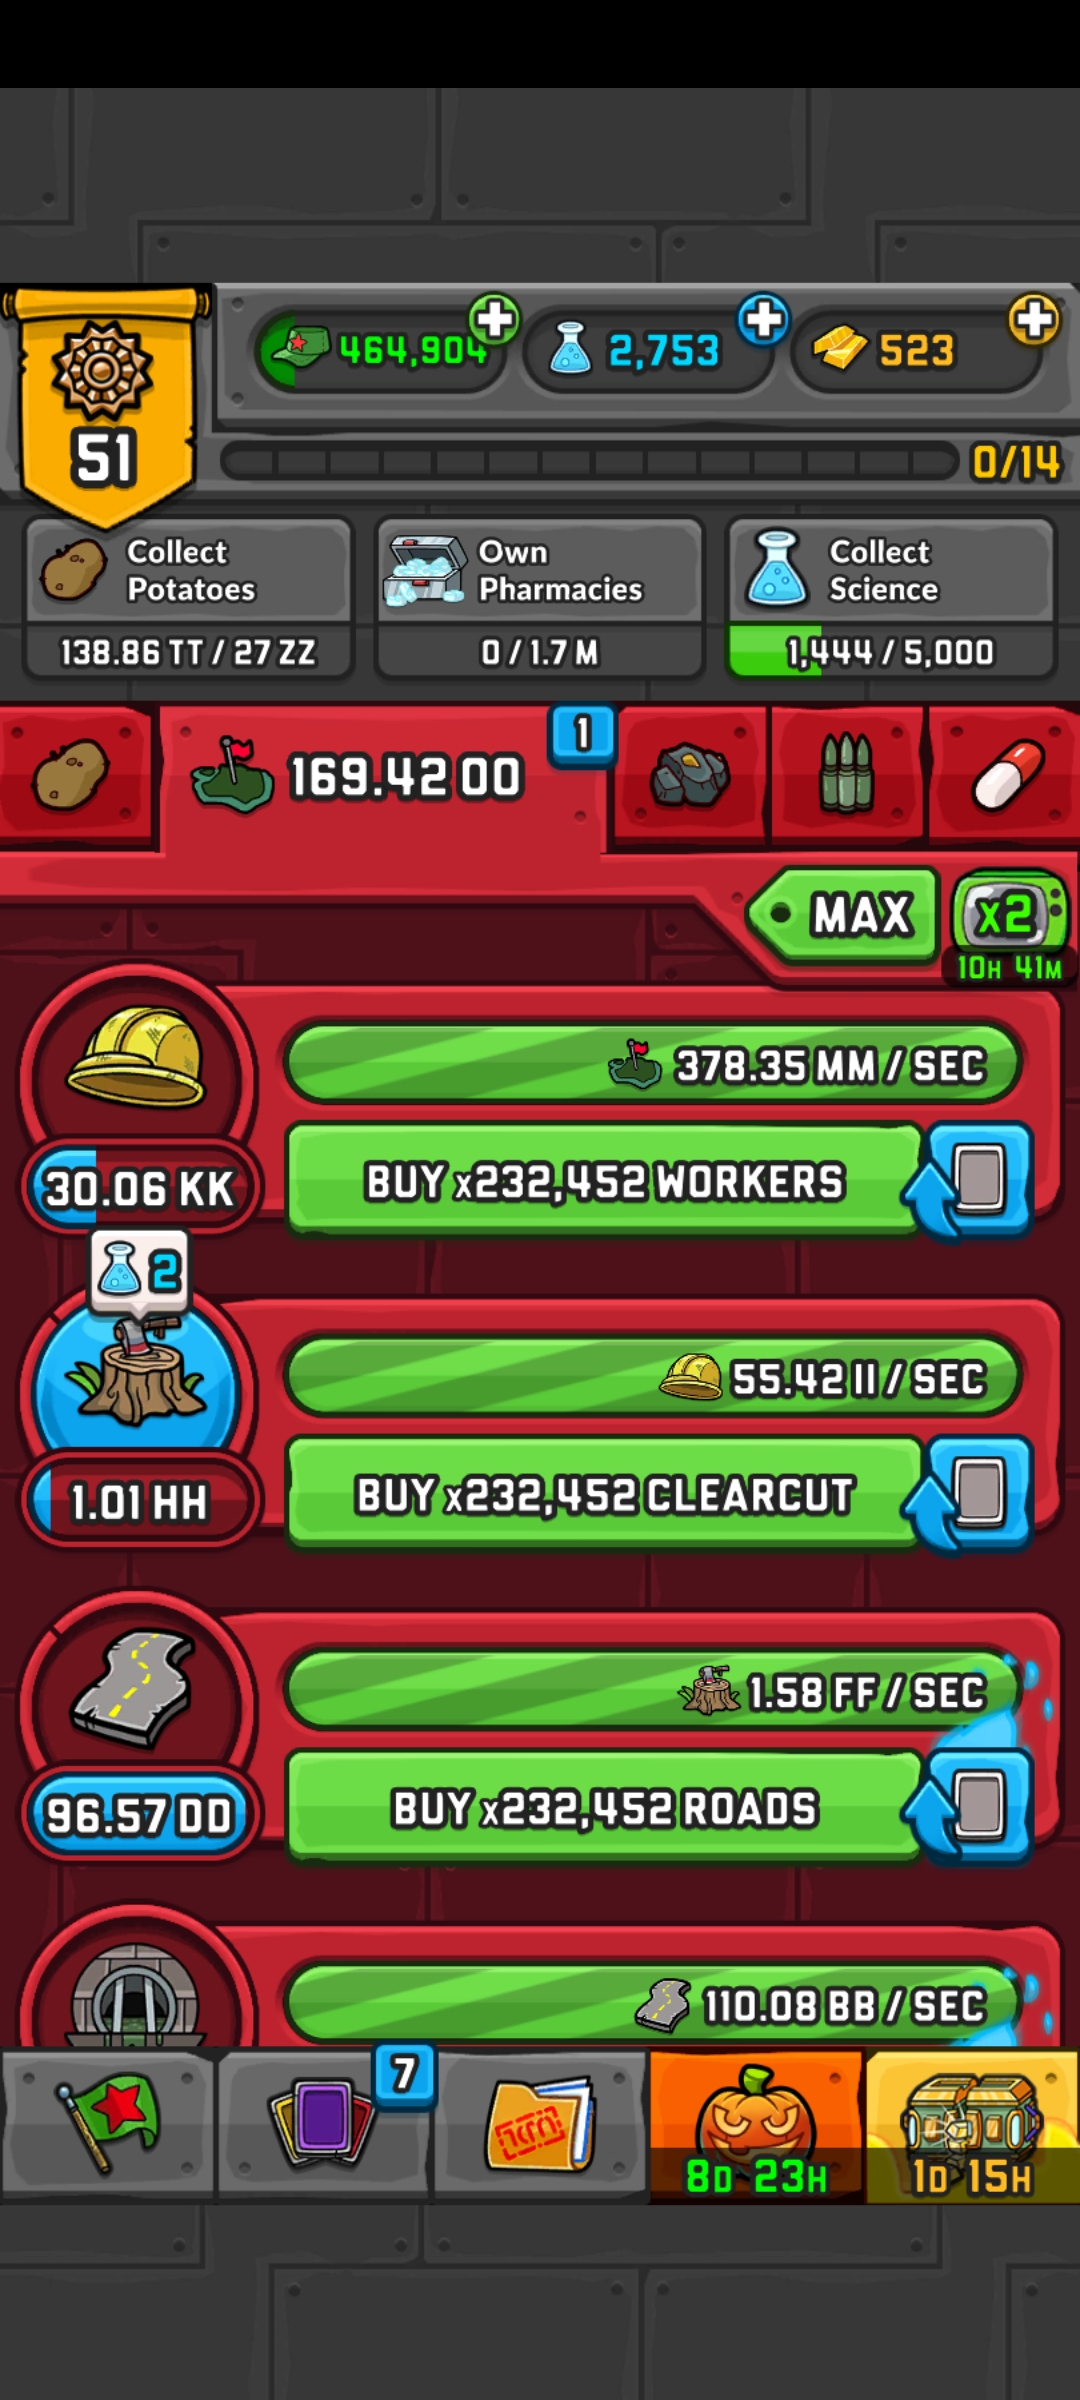 51
464,904
2,753
523
0/14
Collect
Potatoes
138.86 TT / 27 ZZ
Own
Pharmacies
0 / 1.7 M
Collect
Science
1,444 / 5,000
169.42 OO
1
MAX
x2
10H 41M
378.35 MM / SEC
30.06 KK
BUY x232,452 WORKERS
2
55.42 II / SEC
1.01 HH
BUY x232,452 CLEARCUT
1.58 FF / SEC
96.57 DD
BUY x232,452 ROADS
110.08 BB / SEC
7
8D 23H
1D 15H